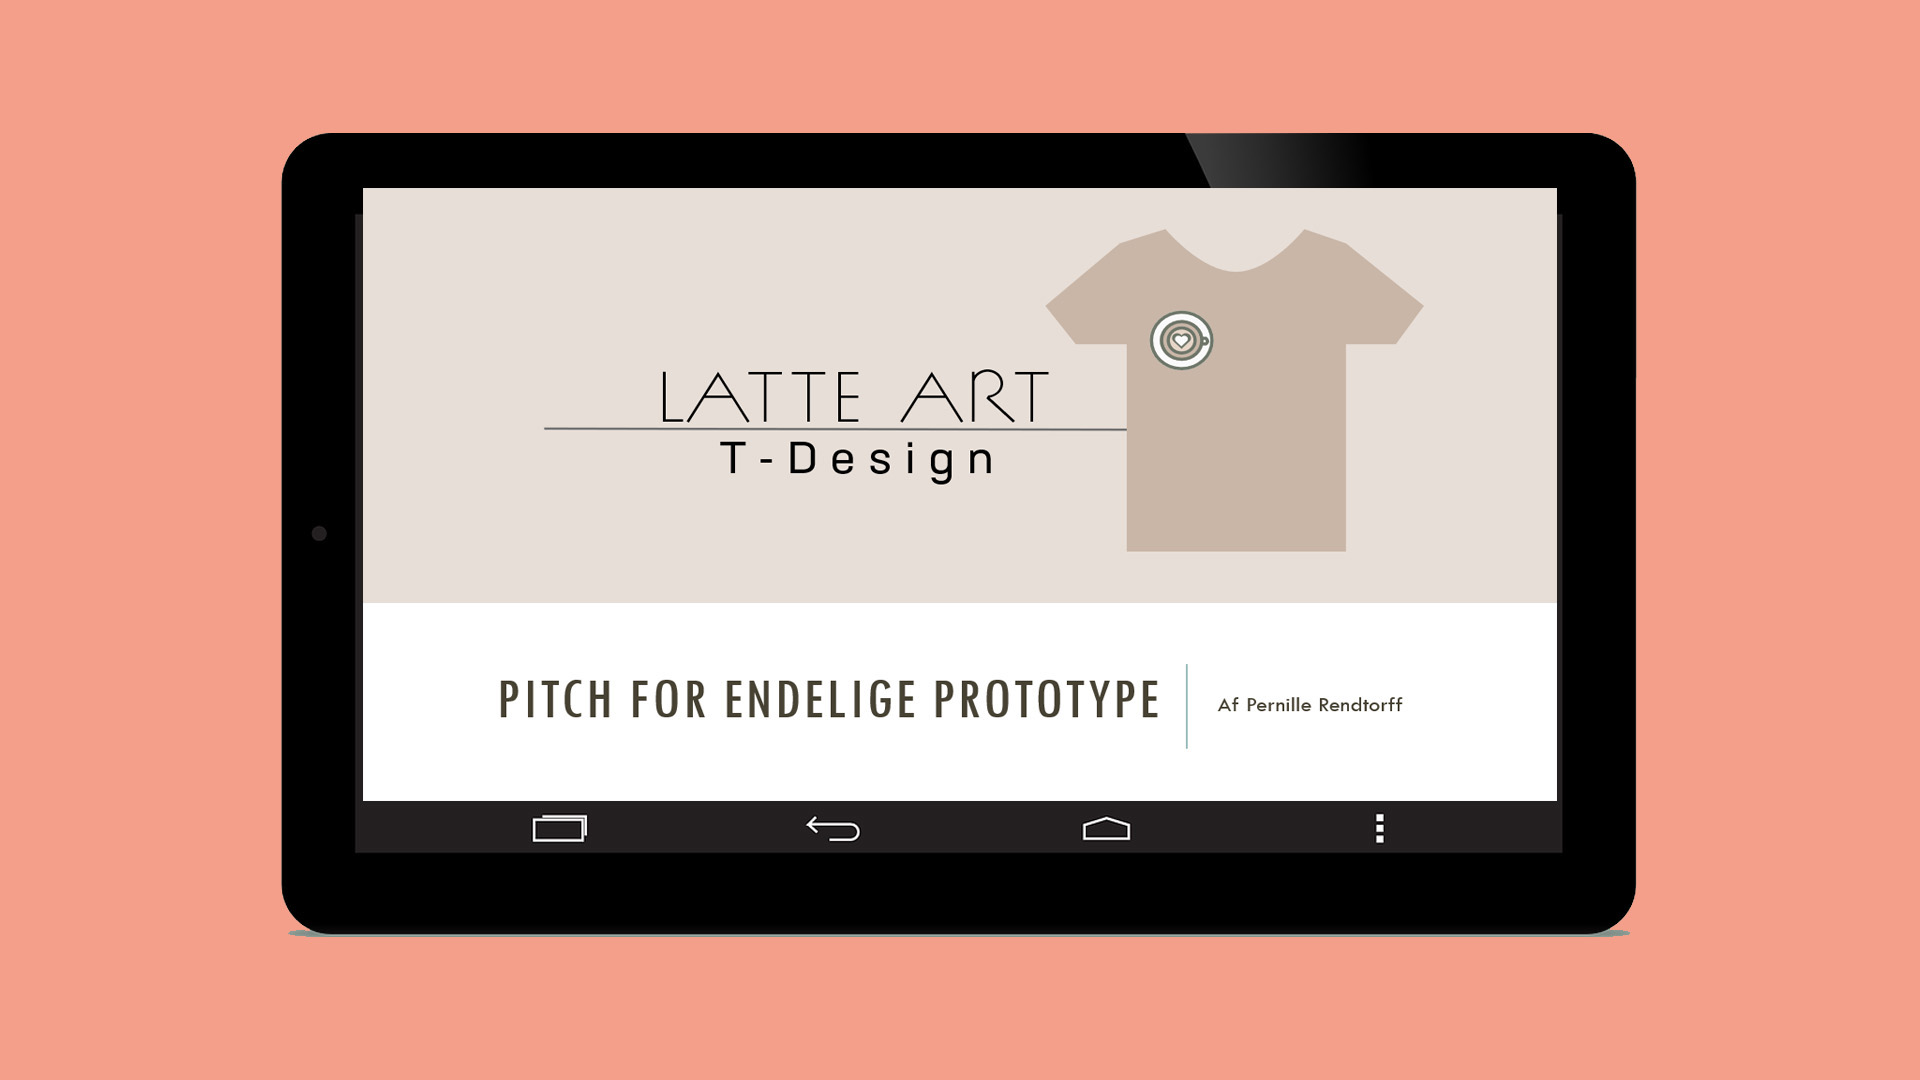 LATTE ART
T-Design
PITCH FOR ENDELIGE PROTOTYPE
Af Pernille Rendtorff